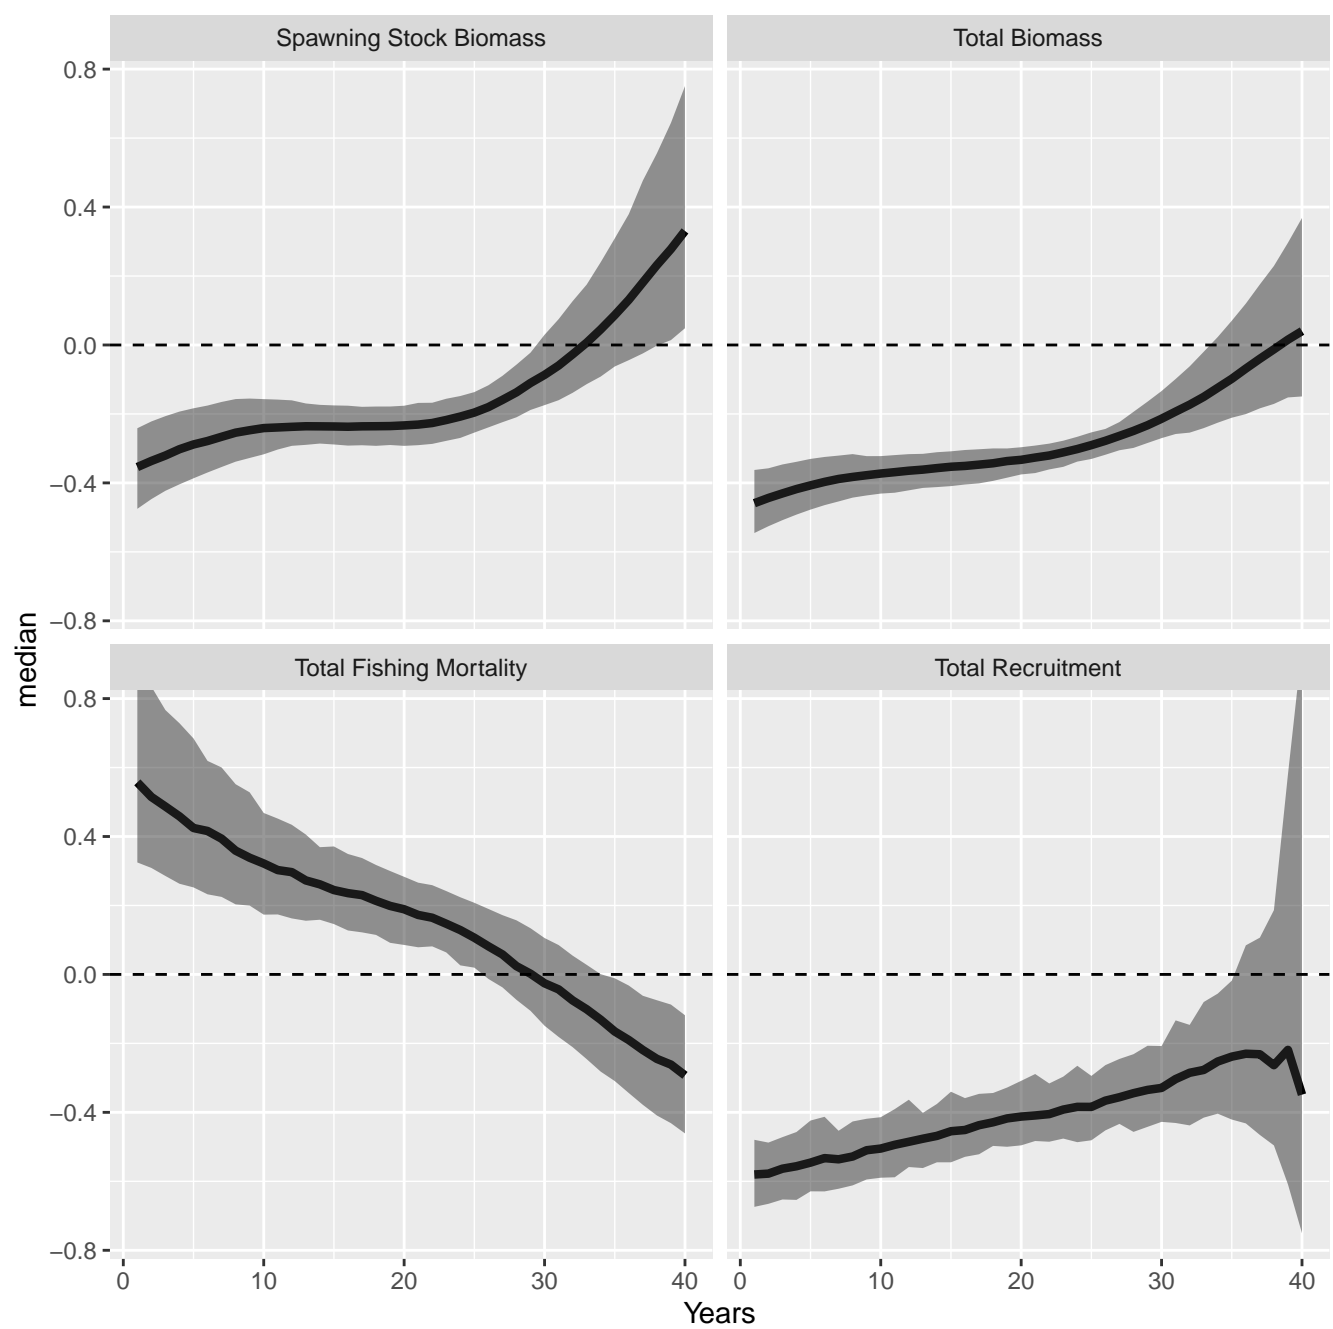 Spawning Stock Biomass
Total Biomass
0.8
0.4
0.0
−0.4
−0.8
median
Total Fishing Mortality
Total Recruitment
0.8
0.4
0.0
−0.4
−0.8
0 10 20 30 40
0 10 20 30 40
Years